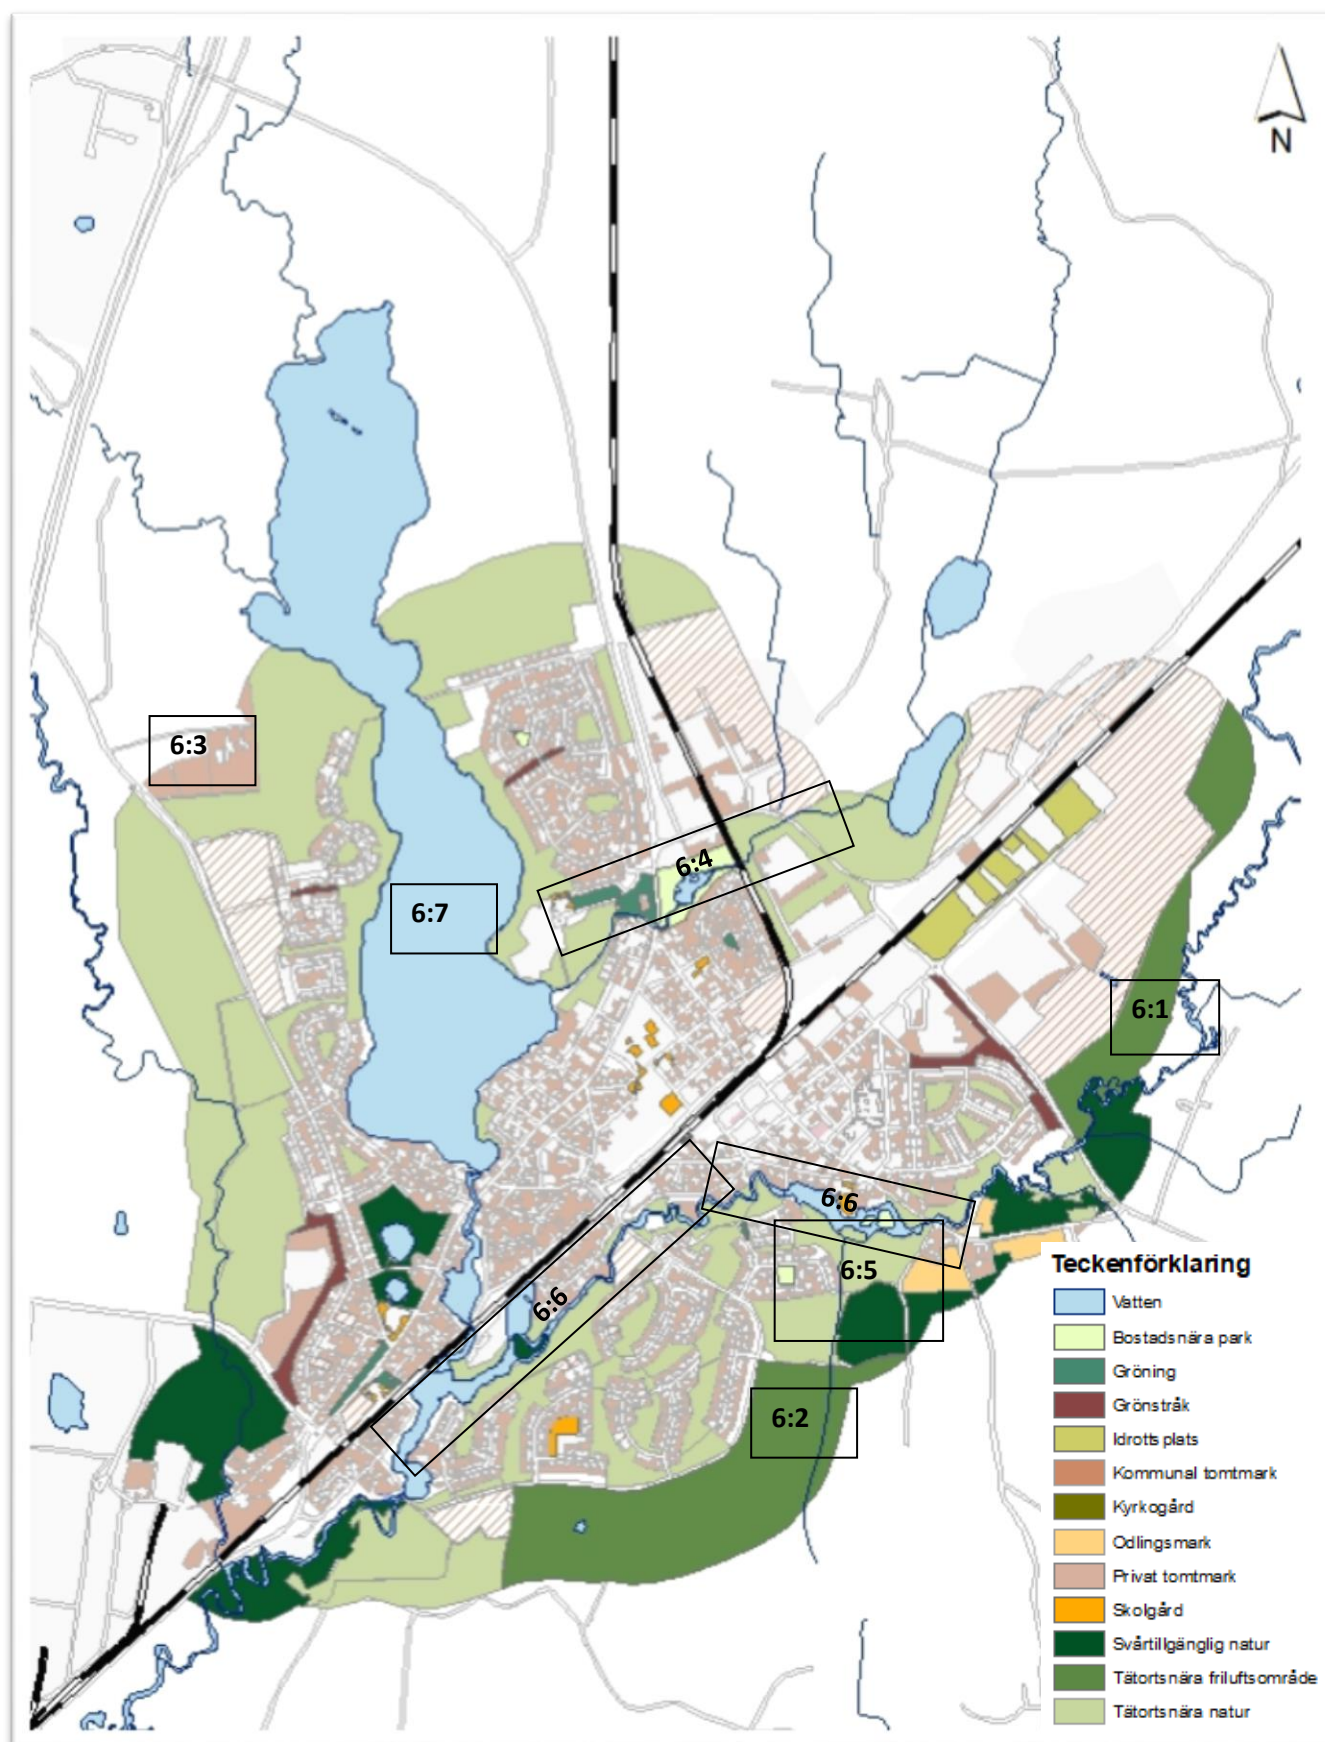 N
6:3
6:4
6:7
6:1
6:6
6:5
6:6
6:2
Teckenförklaring
Vatten
Bostadsnära park
Gröning
Grönstråk
Idrottsplats
Kommunal tomtmark
Kyrkogård
Odlingsmark
Privat tomtmark
Skolgård
Svårtillgänglig natur
Tätortsnära friluftsområde
Tätortsnära natur